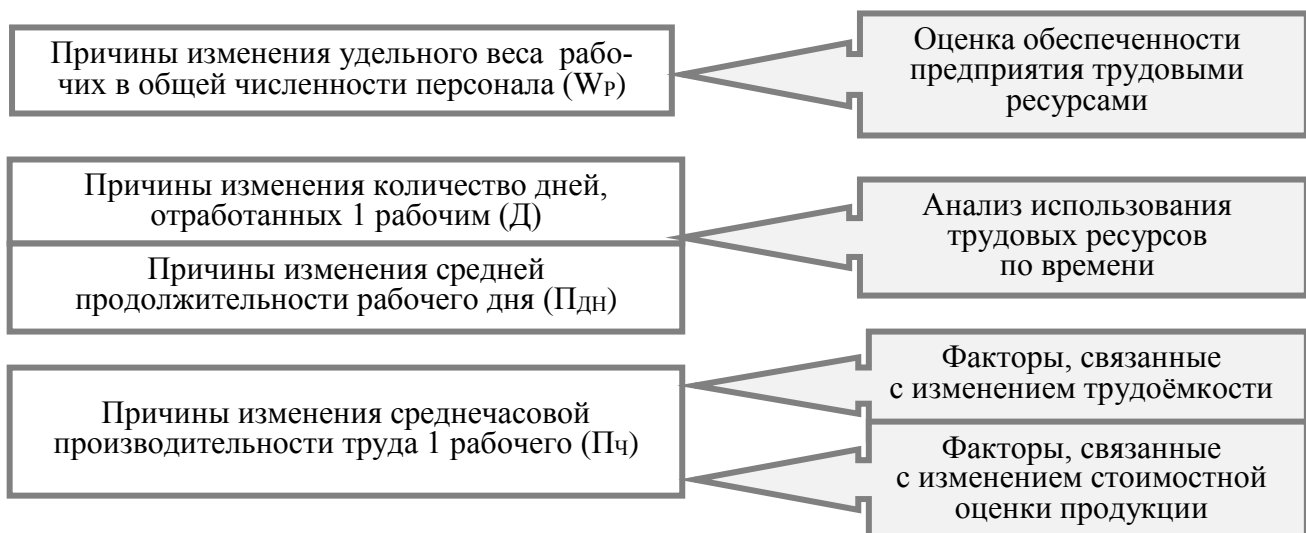 Причины изменения удельного веса рабо-
чих в общей численности персонала (WР)
Оценка обеспеченности
предприятия трудовыми
ресурсами
Причины изменения количество дней,
отработанных 1 рабочим (Д)
Причины изменения средней
продолжительности рабочего дня (ПДН)
Анализ использования
трудовых ресурсов
по времени
Причины изменения среднечасовой
производительности труда 1 рабочего (ПЧ)
Факторы, связанные
с изменением трудоёмкости
Факторы, связанные
с изменением стоимостной
оценки продукции